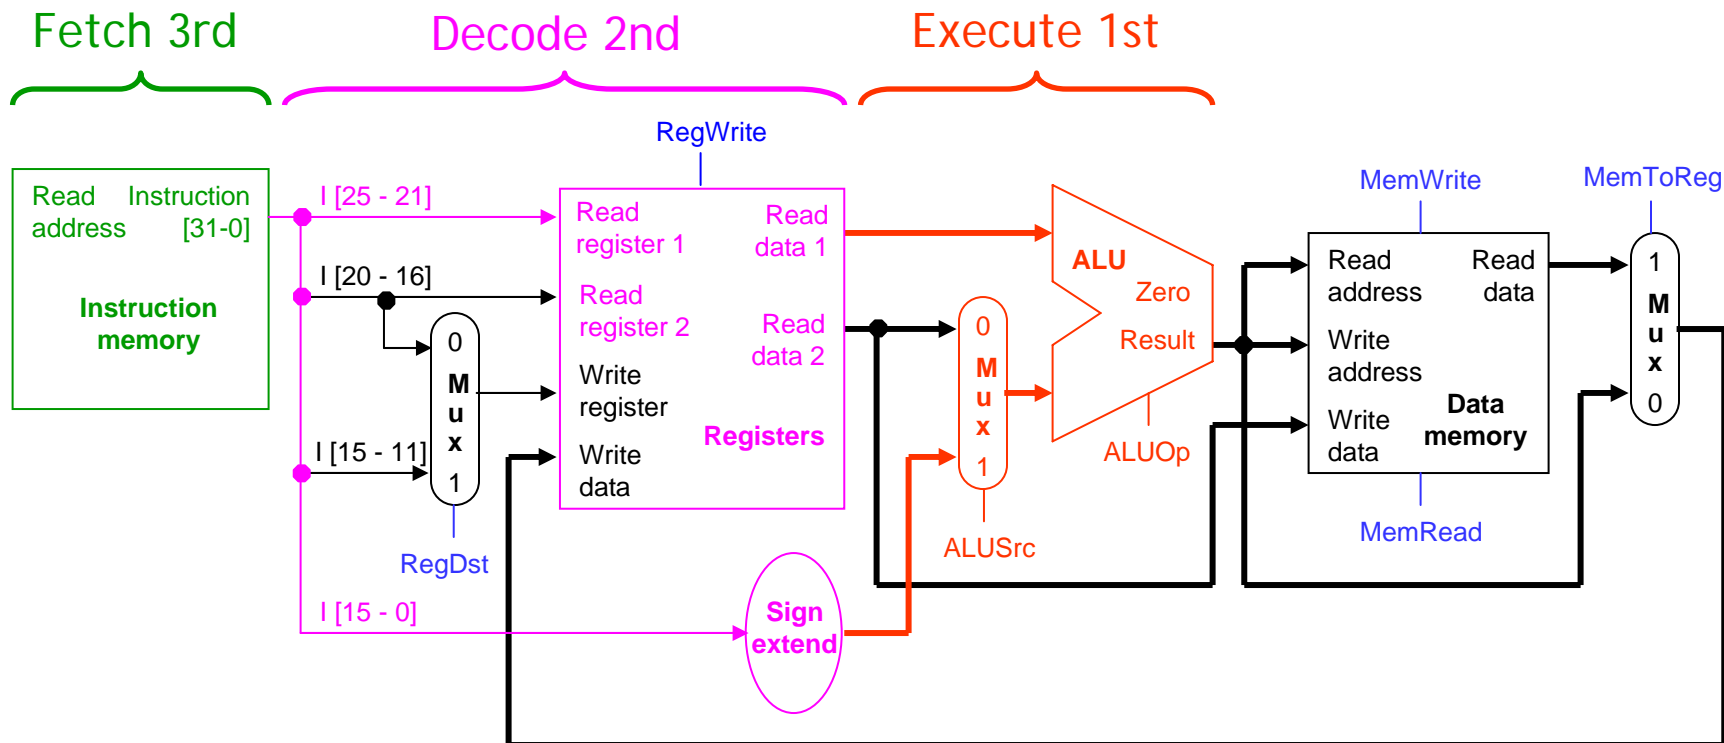 Fetch 3rd
Decode 2nd
Execute 1st
RegWrite
Read Instruction
address [31-0]
Instruction
memory
I [25 - 21]
I [20 - 16]
I [15 - 11]
I [15 - 0]
0
M
u
x
1
RegDst
Read
register 1
Read
data 1
Read
register 2
Read
data 2
Write
register
Registers
Write
data
Sign
extend
0
M
u
x
1
ALUSrc
ALU
Zero
Result
ALUOp
MemWrite
Read
address
Read
data
Write
address
Write
data
Data
memory
MemRead
MemToReg
1
M
u
x
0